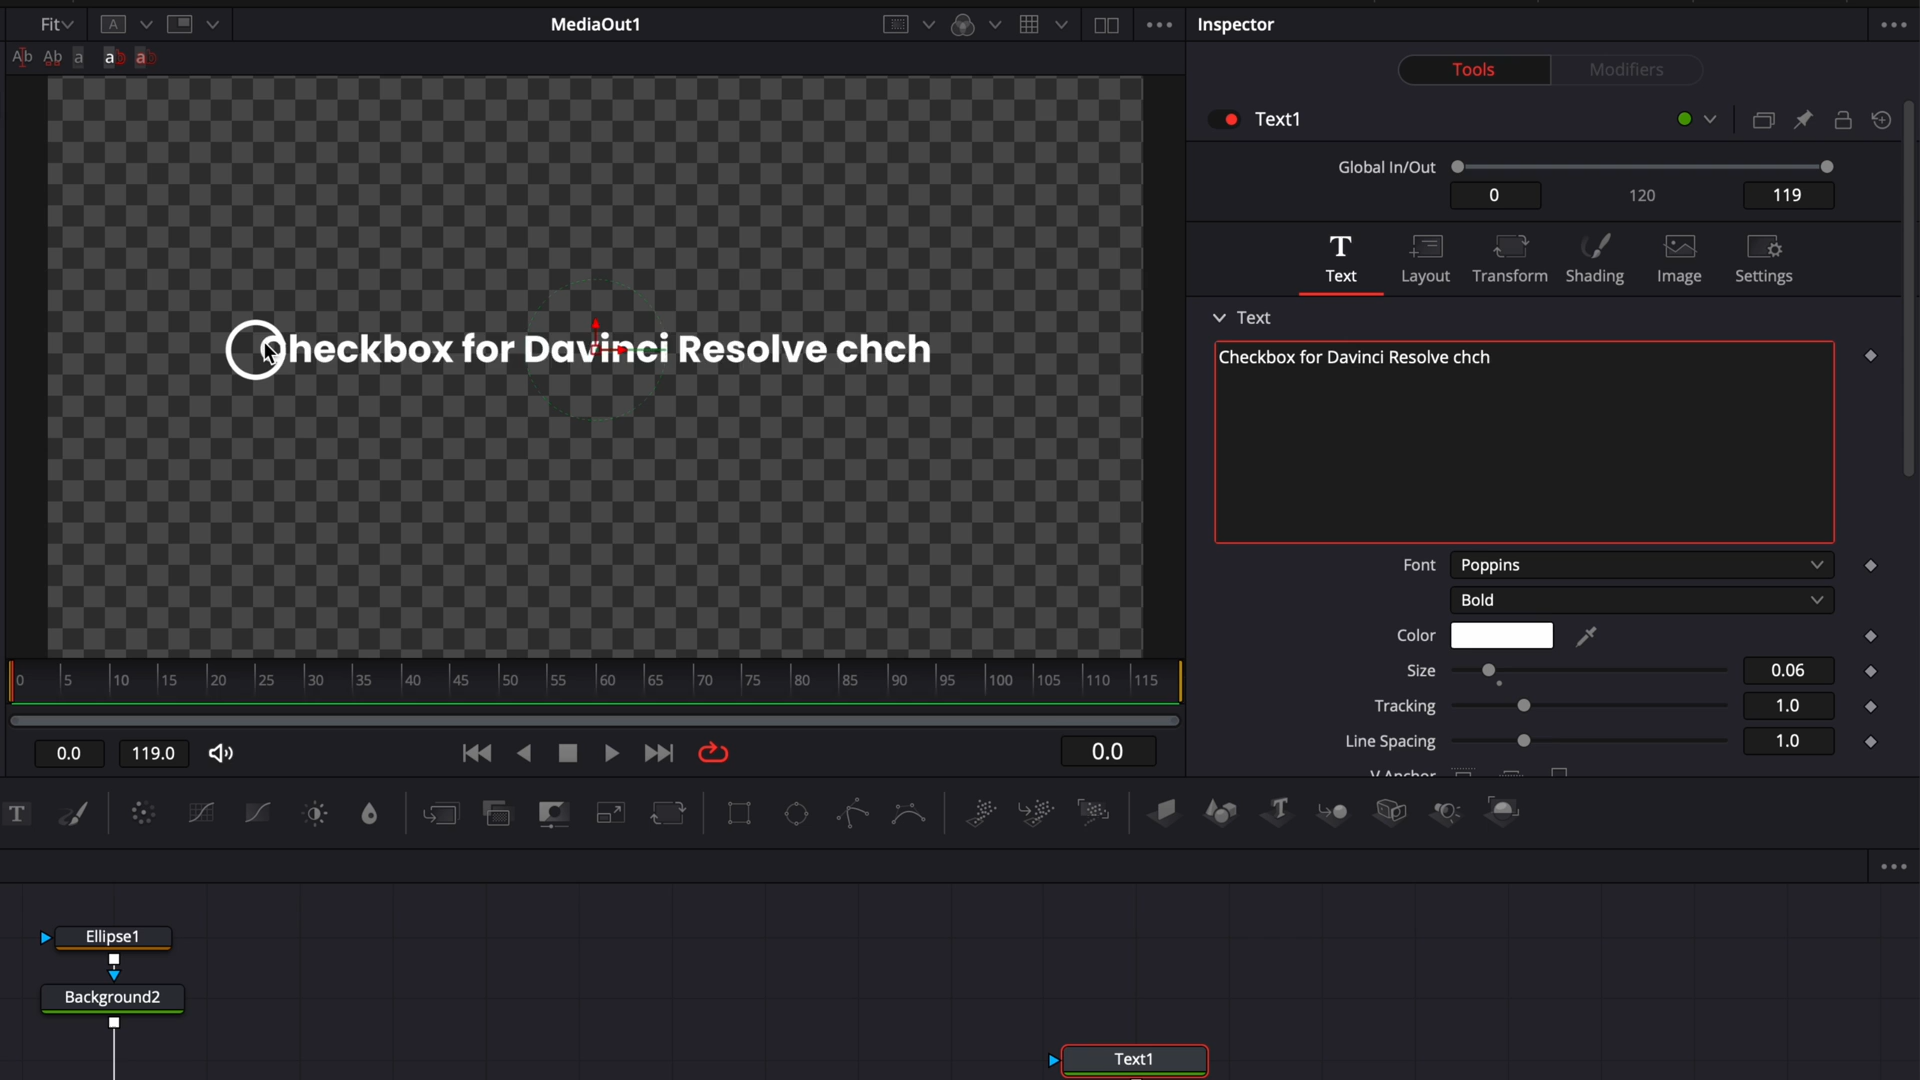 Fit
A
MediaOut1
Inspector
Ab Ab a ab ab
Tools
Modifiers
Text1
Global In/Out
0
120
119
T
Text
Layout
Transform
Shading
Image
Settings
Text
Checkbox for Davinci Resolve chch
Checkbox for Davinci Resolve chch
Font
Poppins
Bold
Color
Size
0.06
Tracking
1.0
Line Spacing
1.0
V Anchor
0 5 10 15 20 25 30 35 40 45 50 55 60 65 70 75 80 85 90 95 100 105 110 115
0.0
119.0
0.0
T
T
Ellipse1
Background2
Text1